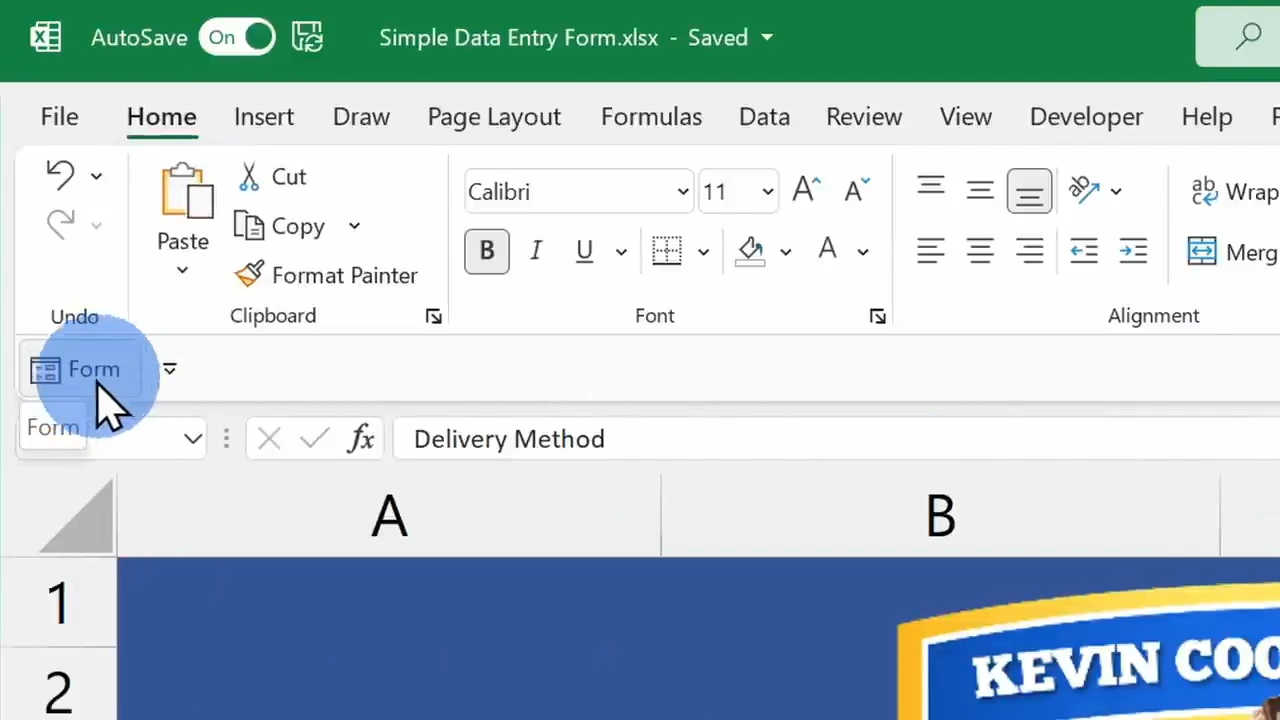 AutoSave On Simple Data Entry Form.xlsx - Saved
File Home Insert Draw Page Layout Formulas Data Review View Developer Help
Cut
Calibri 11 Wrap
Copy
Paste
B I U A Merg
Format Painter
Undo Clipboard Font Alignment
Form
Form fx Delivery Method
A B
1
KEVIN COO
2